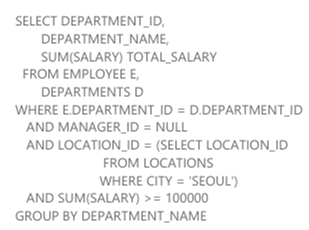 SELECT DEPARTMENT_ID,
DEPARTMENT_NAME,
SUM(SALARY) TOTAL_SALARY
FROM EMPLOYEE E,
DEPARTMENTS D
WHERE E.DEPARTMENT_ID = D.DEPARTMENT_ID
AND MANAGER_ID = NULL
AND LOCATION_ID = (SELECT LOCATION_ID
FROM LOCATIONS
WHERE CITY = 'SEOUL')
AND SUM(SALARY) >= 100000
GROUP BY DEPARTMENT_NAME